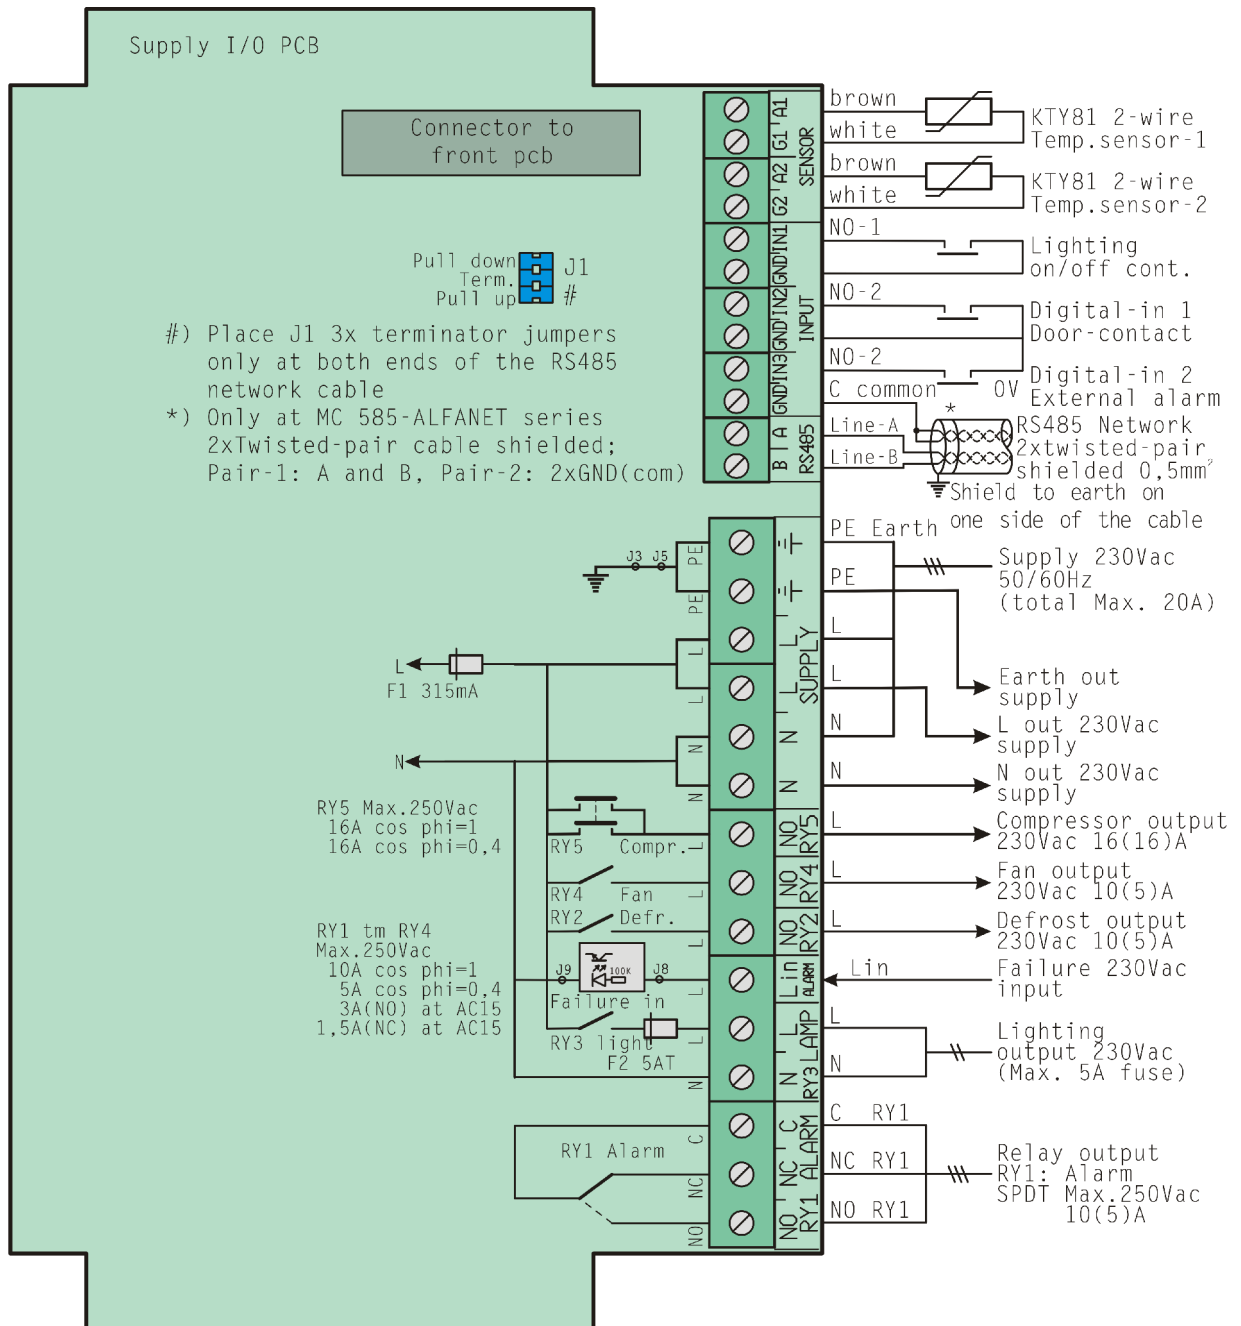 Supply I/O PCB
Connector to
front pcb
Pull down
Term.
Pull up
J1
#
#) Place J1 3x terminator jumpers
only at both ends of the RS485
network cable
*) Only at MC 585-ALFANET series
2xTwisted-pair cable shielded;
Pair-1: A and B, Pair-2: 2xGND(com)
G1'A1
G2'A2
SENSOR
GND'IN1
GND'IN2
GND'IN3
INPUT
B | A
RS485
brown
white
KTY81 2-wire
Temp.sensor-1
brown
white
KTY81 2-wire
Temp.sensor-2
NO-1
Lighting
on/off cont.
NO-2
Digital-in 1
Door-contact
NO-2
C common
0V
Digital-in 2
External alarm
*
Line-A
Line-B
RS485 Network
2xtwisted-pair
shielded 0,5mm²
Shield to earth on
one side of the cable
J3 J5
PE
PE
PE Earth
PE
Supply 230Vac
50/60Hz
(total Max. 20A)
L
F1 315mA
L
L
L
L
SUPPLY
L
L
Earth out
supply
N
N
N
N
N
N
N
L out 230Vac
supply
N out 230Vac
supply
RY5 Max.250Vac
16A cos phi=1
16A cos phi=0,4
RY5
Compr.
L
NO
RY5
L
Compressor output
230Vac 16(16)A
RY4
Fan
L
NO
RY4
L
Fan output
230Vac 10(5)A
RY2
Defr.
L
NO
RY2
L
Defrost output
230Vac 10(5)A
RY1 tm RY4
Max.250Vac
10A cos phi=1
5A cos phi=0,4
3A(NO) at AC15
1,5A(NC) at AC15
J9
100K
J8
Failure in
L
Lin
ALARM
Lin
Failure 230Vac
input
RY3 light
F2 5AT
L
N
L
N
RY3 LAMP
L
N
Lighting
output 230Vac
(Max. 5A fuse)
RY1 Alarm
C
NC
NO
C
NC
NO
RY1 ALARM
C RY1
NC RY1
NO RY1
Relay output
RY1: Alarm
SPDT Max.250Vac
10(5)A